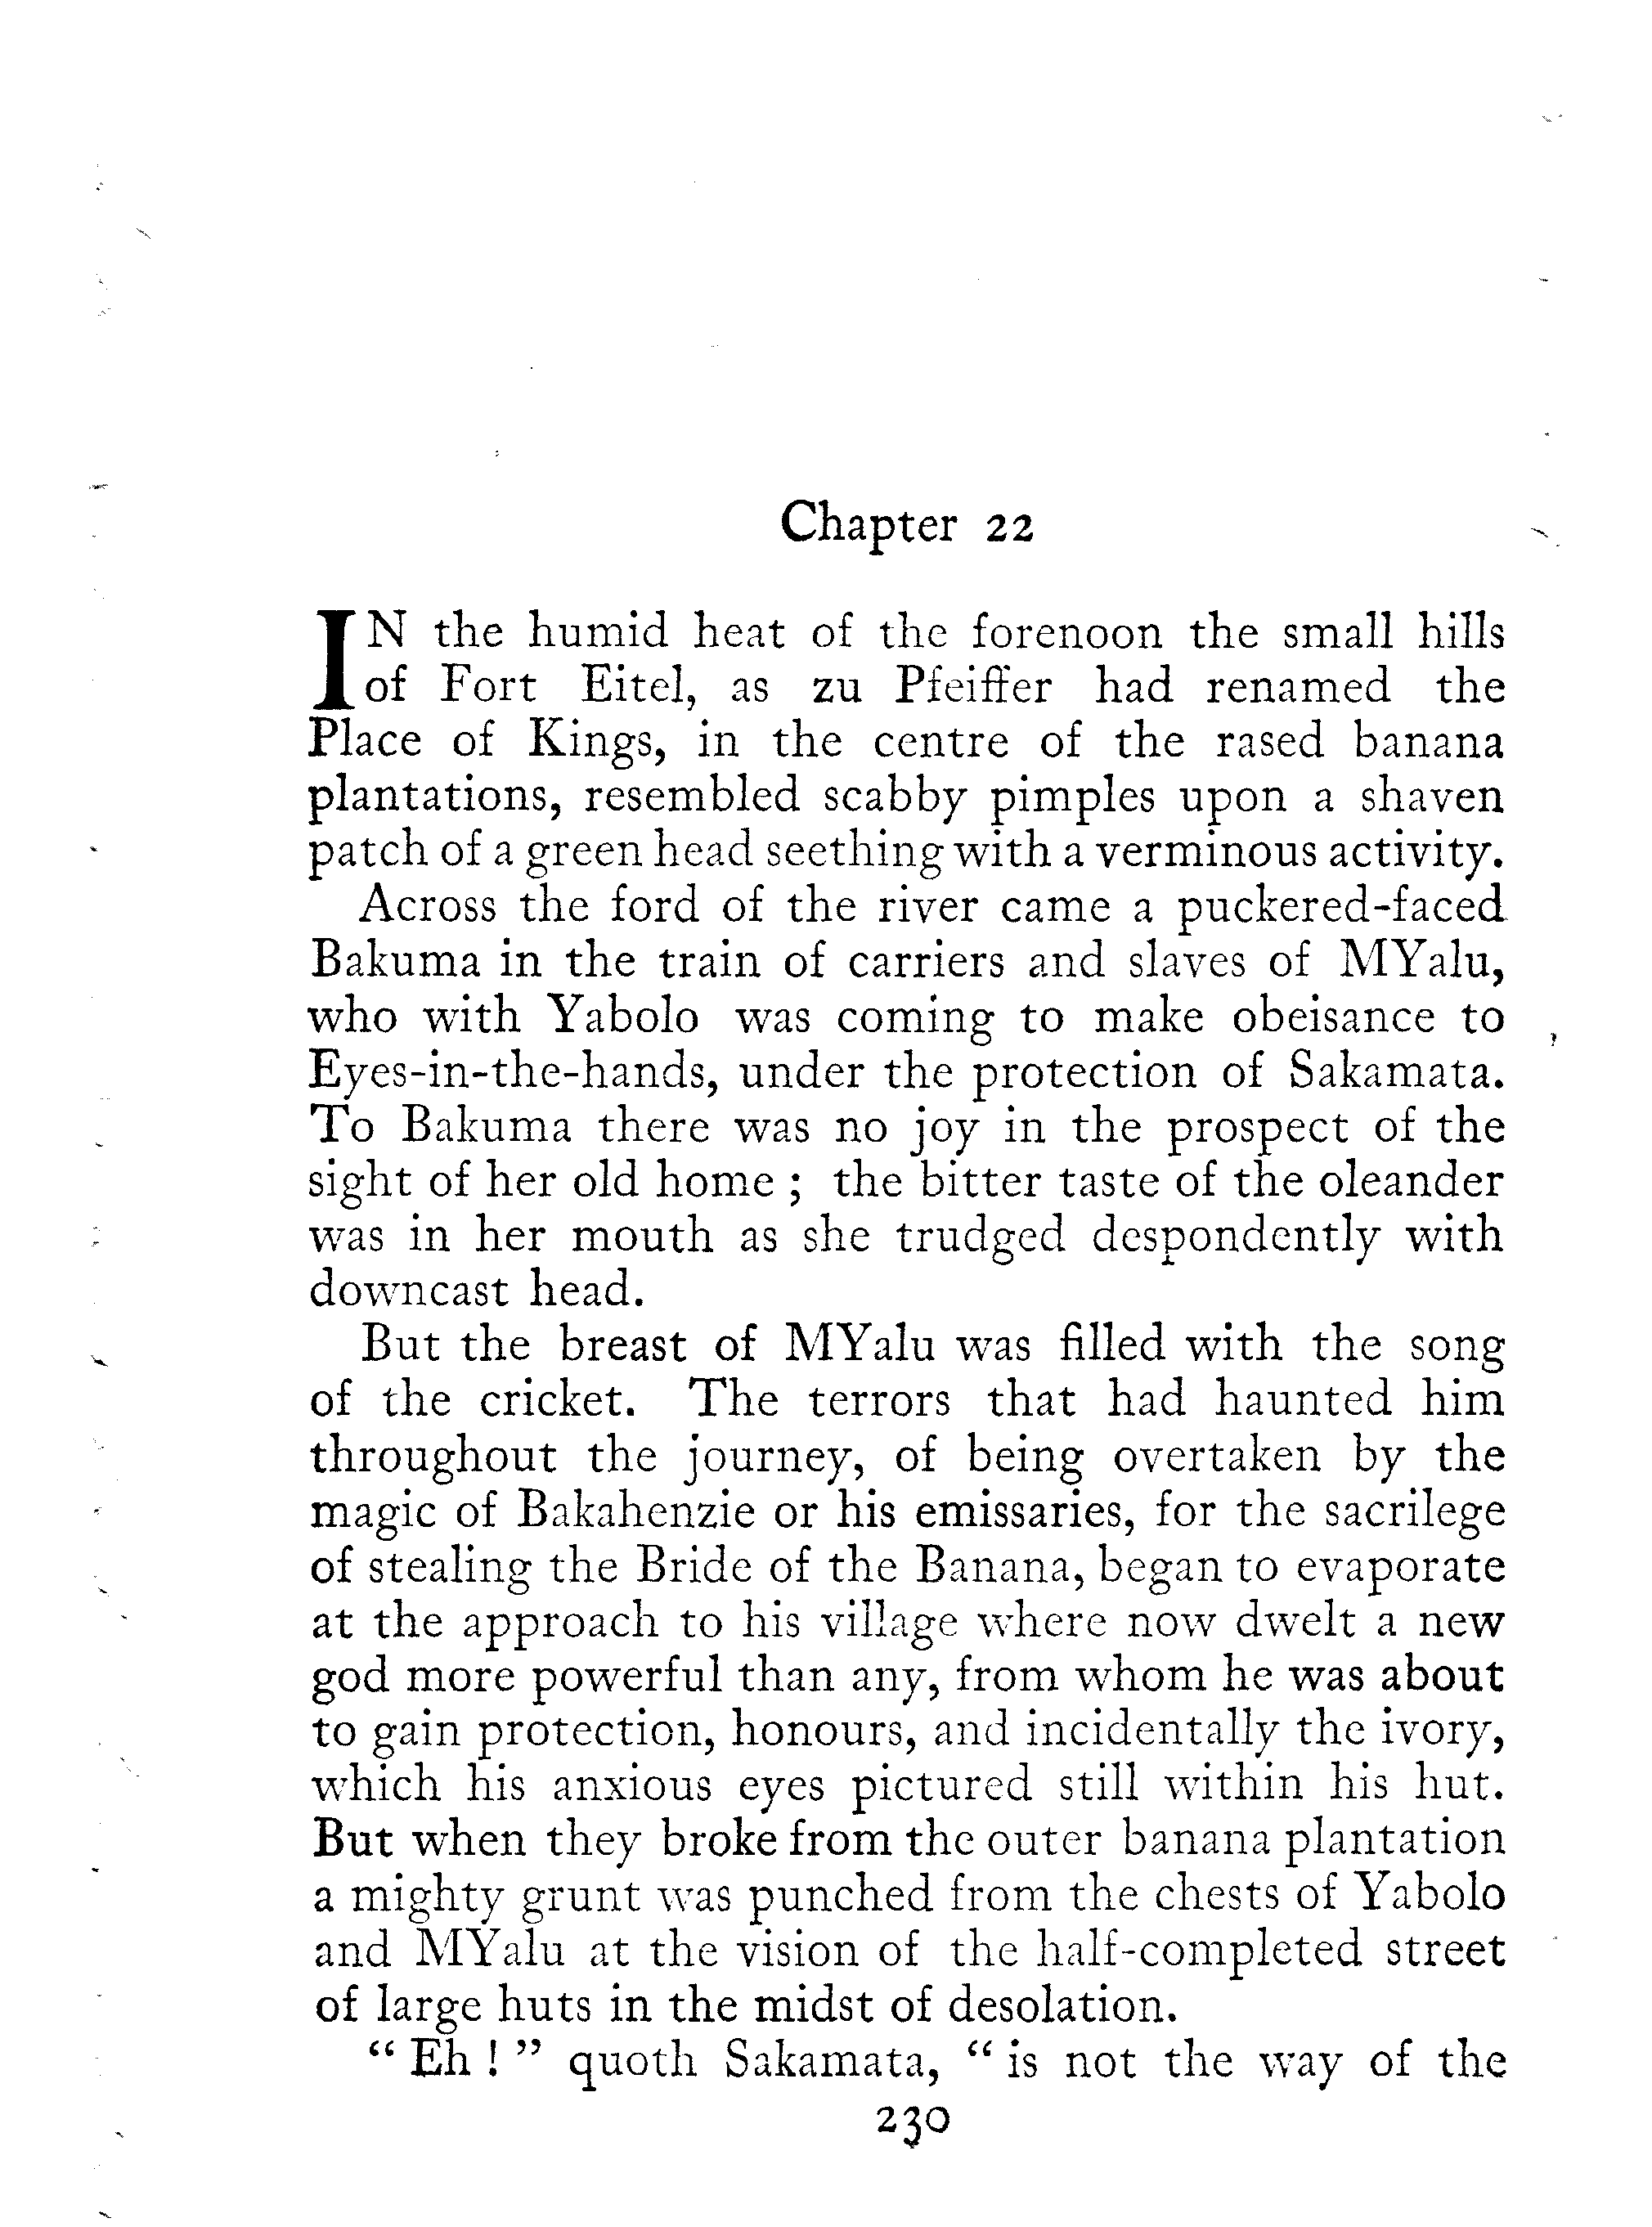 Chapter 22
IN the humid heat of the forenoon the small hills
of Fort Eitel, as zu Pfeiffer had renamed the
Place of Kings, in the centre of the rased banana
plantations, resembled scabby pimples upon a shaven
patch of a green head seething with a verminous activity.
Across the ford of the river came a puckered-faced
Bakuma in the train of carriers and slaves of MYalu,
who with Yabolo was coming to make obeisance to
Eyes-in-the-hands, under the protection of Sakamata.
To Bakuma there was no joy in the prospect of the
sight of her old home ; the bitter taste of the oleander
was in her mouth as she trudged despondently with
downcast head.
But the breast of MYalu was filled with the song
of the cricket. The terrors that had haunted him
throughout the journey, of being overtaken by the
magic of Bakahenzie or his emissaries, for the sacrilege
of stealing the Bride of the Banana, began to evaporate
at the approach to his village where now dwelt a new
god more powerful than any, from whom he was about
to gain protection, honours, and incidentally the ivory,
which his anxious eyes pictured still within his hut.
But when they broke from the outer banana plantation
a mighty grunt was punched from the chests of Yabolo
and MYalu at the vision of the half-completed street
of large huts in the midst of desolation.
“ Eh ! ” quoth Sakamata, “ is not the way of the
230